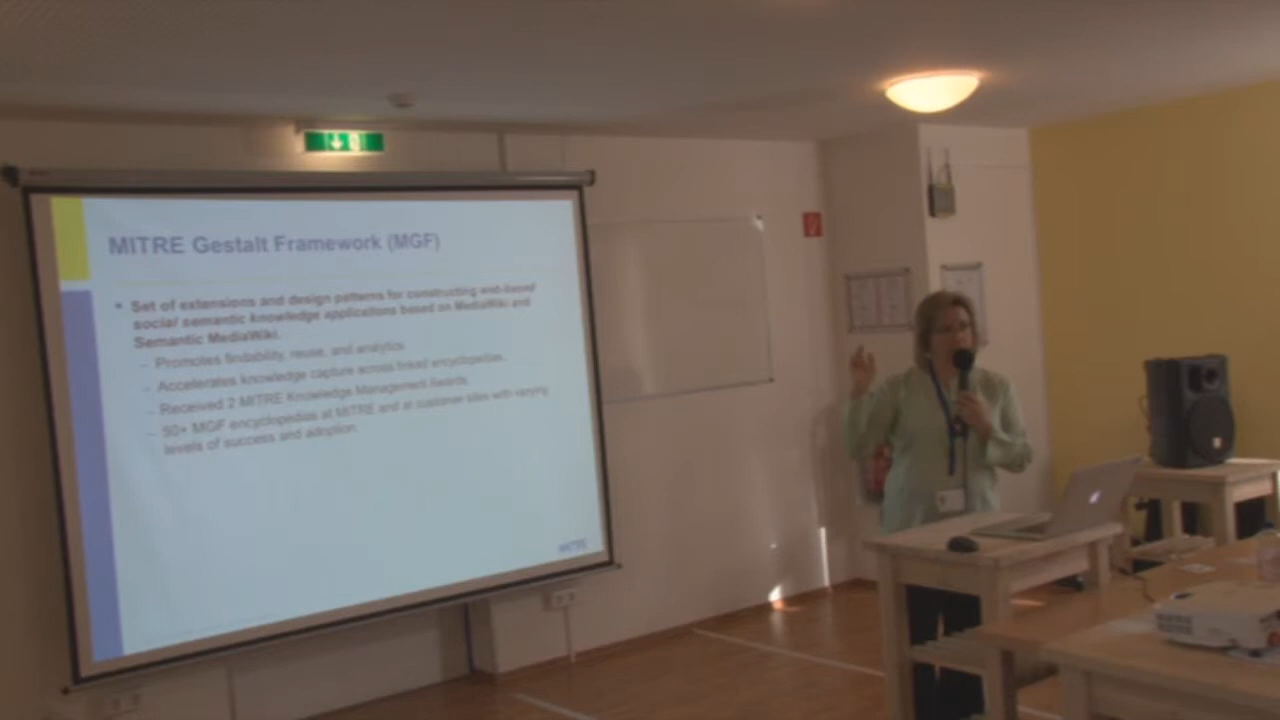 MITRE Gestalt Framework (MGF)
• Set of extensions and design patterns for constructing web-based
social semantic knowledge applications based on MediaWiki and
Semantic MediaWiki.
– Promotes findability, reuse, and analytics
– Accelerates knowledge capture across linked encyclopedias.
– Received 2 MITRE Knowledge Management Awards.
– 50+ MGF encyclopedias at MITRE and at customer sites with varying
levels of success and adoption.
MITRE